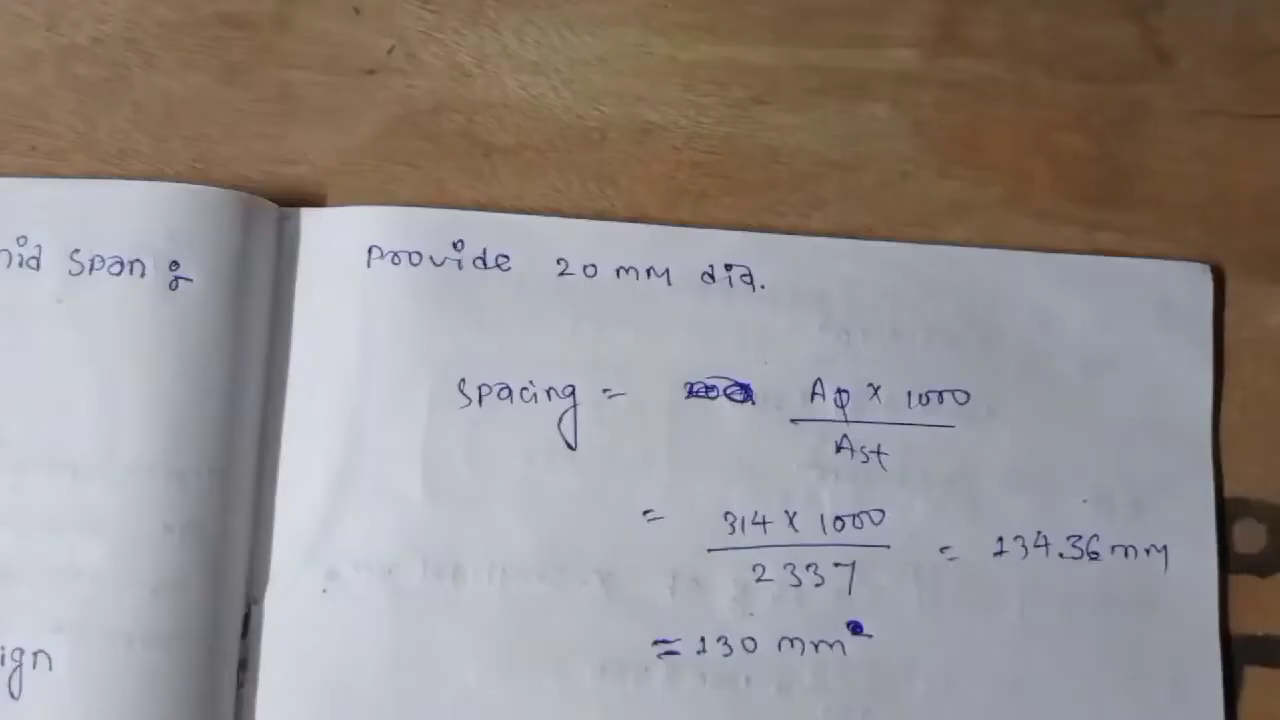 mid span :
ign
Provide 20 mm dia.
Spacing = Aϕ x 1000
Ast
= 314 x 1000
2337
= 134.36 mm
= 130 mm